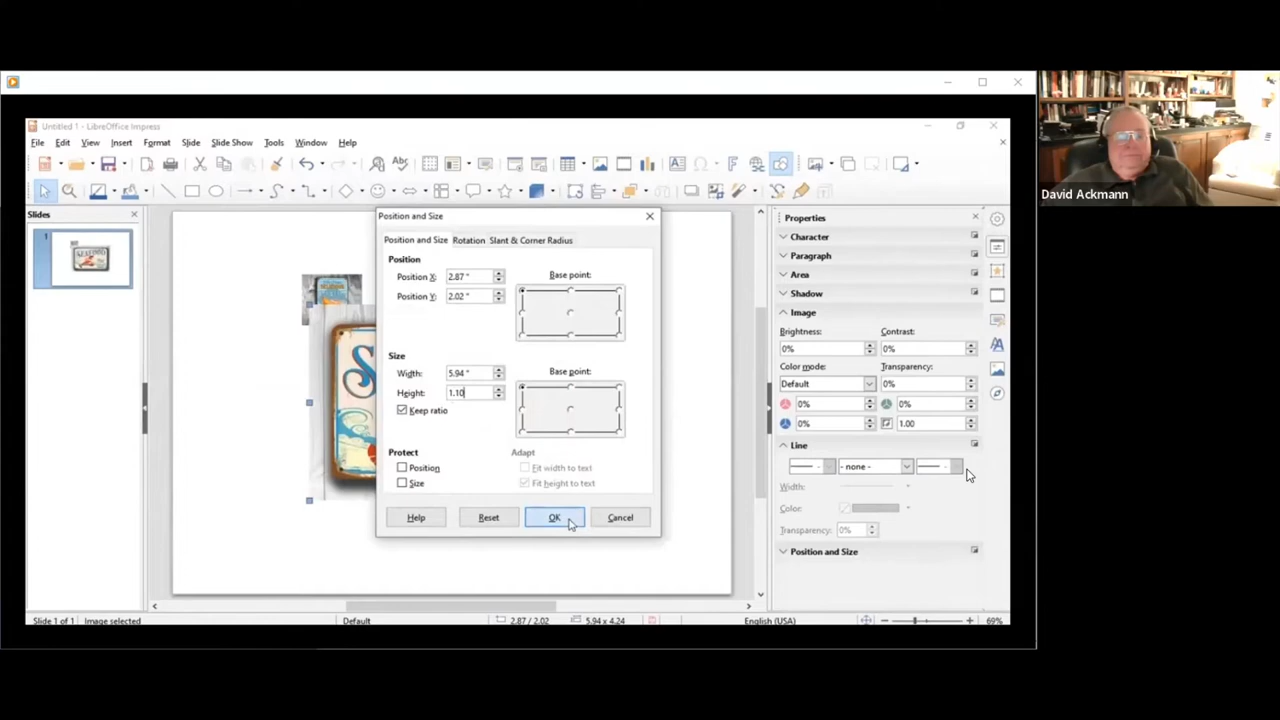 Untitled 1 - LibreOffice Impress
File Edit View Insert Format Slide Slide Show Tools Window Help
Slides
1
Position and Size
Position and Size Rotation Slant & Corner Radius
Position
Position X: 2.87 "
Position Y: 2.02 "
Base point:
Size
Width: 5.94 "
Height: 1.10
Base point:
Keep ratio
Protect
Position
Size
Adapt
Fit width to text
Fit height to text
Help Reset OK Cancel
Properties
Character
Paragraph
Area
Shadow
Image
Brightness: Contrast:
0% 0%
Color mode: Transparency:
Default 0%
0% 0%
0% 1.00
Line
- none -
Width:
Color:
Transparency: 0%
Position and Size
Slide 1 of 1 Image selected Default 2.87 / 2.02 5.94 x 4.24 English (USA) 69%
David Ackmann